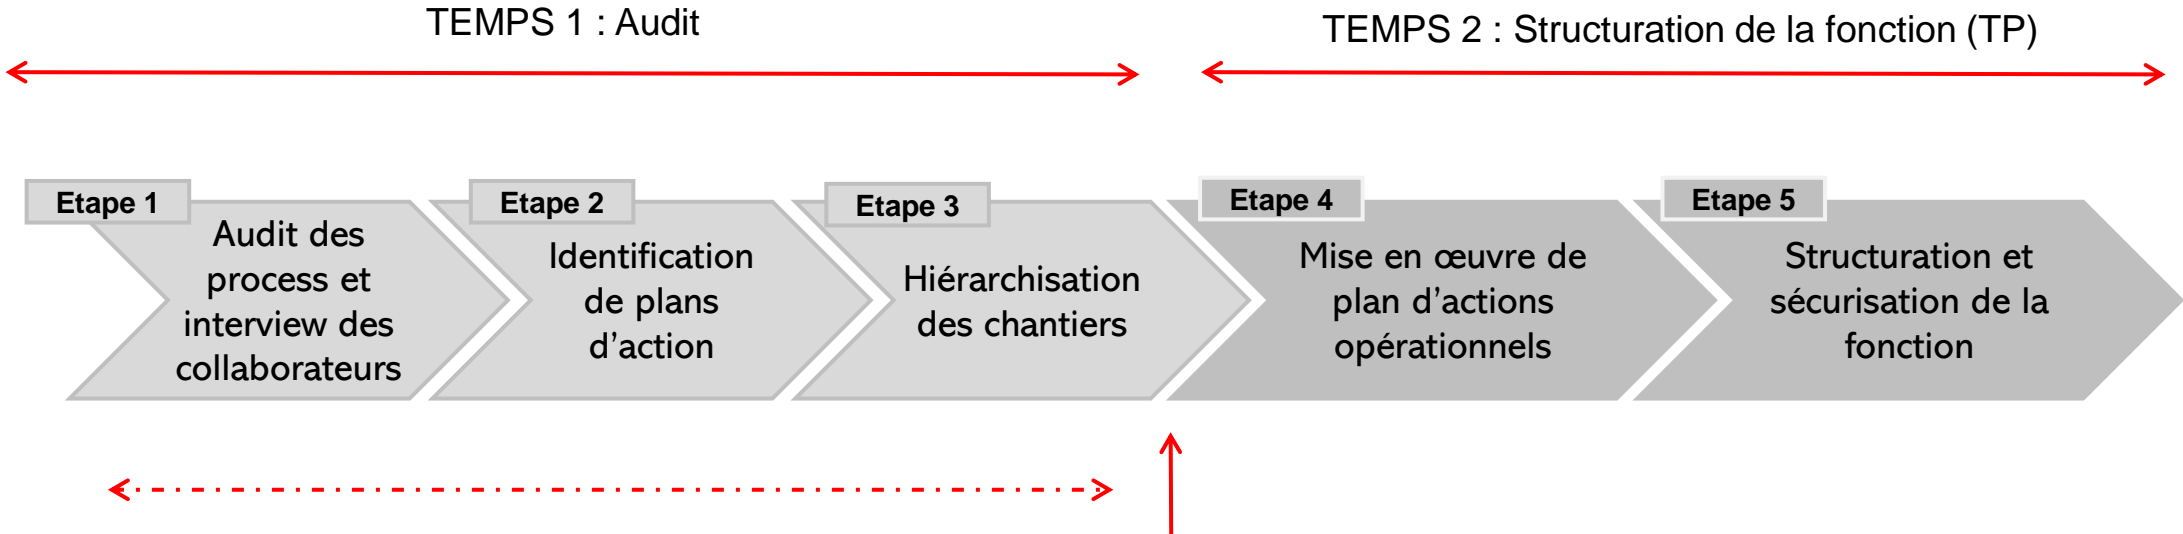 TEMPS 1 : Audit
TEMPS 2 : Structuration de la fonction (TP)
Etape 1
Audit des
process et
interview des
collaborateurs
Etape 2
Identification
de plans
d’action
Etape 3
Hiérarchisation
des chantiers
Etape 4
Mise en œuvre de
plan d’actions
opérationnels
Etape 5
Structuration et
sécurisation de la
fonction